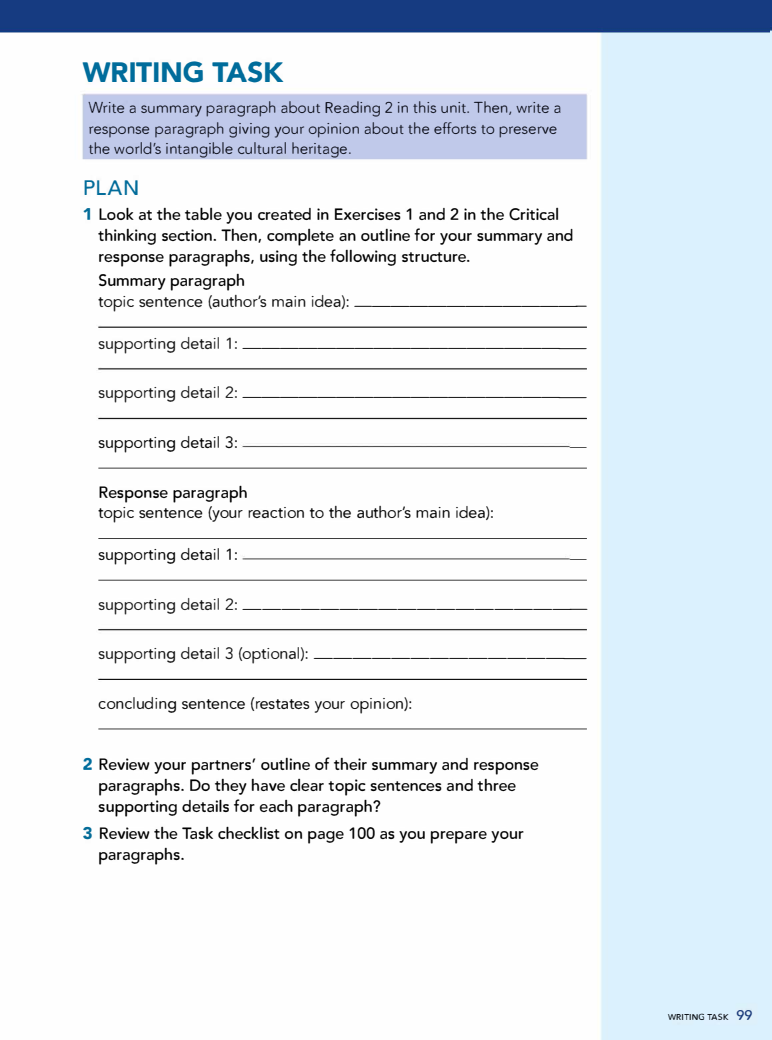 WRITING TASK
Write a summary paragraph about Reading 2 in this unit. Then, write a
response paragraph giving your opinion about the efforts to preserve
the world's intangible cultural heritage.
PLAN
1 Look at the table you created in Exercises 1 and 2 in the Critical
thinking section. Then, complete an outline for your summary and
response paragraphs, using the following structure.
Summary paragraph
topic sentence (author's main idea):
supporting detail 1:
supporting detail 2:
supporting detail 3:
Response paragraph
topic sentence (your reaction to the author's main idea):
supporting detail 1:
supporting detail 2:
supporting detail 3 (optional):
concluding sentence (restates your opinion):
2 Review your partners' outline of their summary and response
paragraphs. Do they have clear topic sentences and three
supporting details for each paragraph?
3 Review the Task checklist on page 100 as you prepare your
paragraphs.
WRITING TASK 99